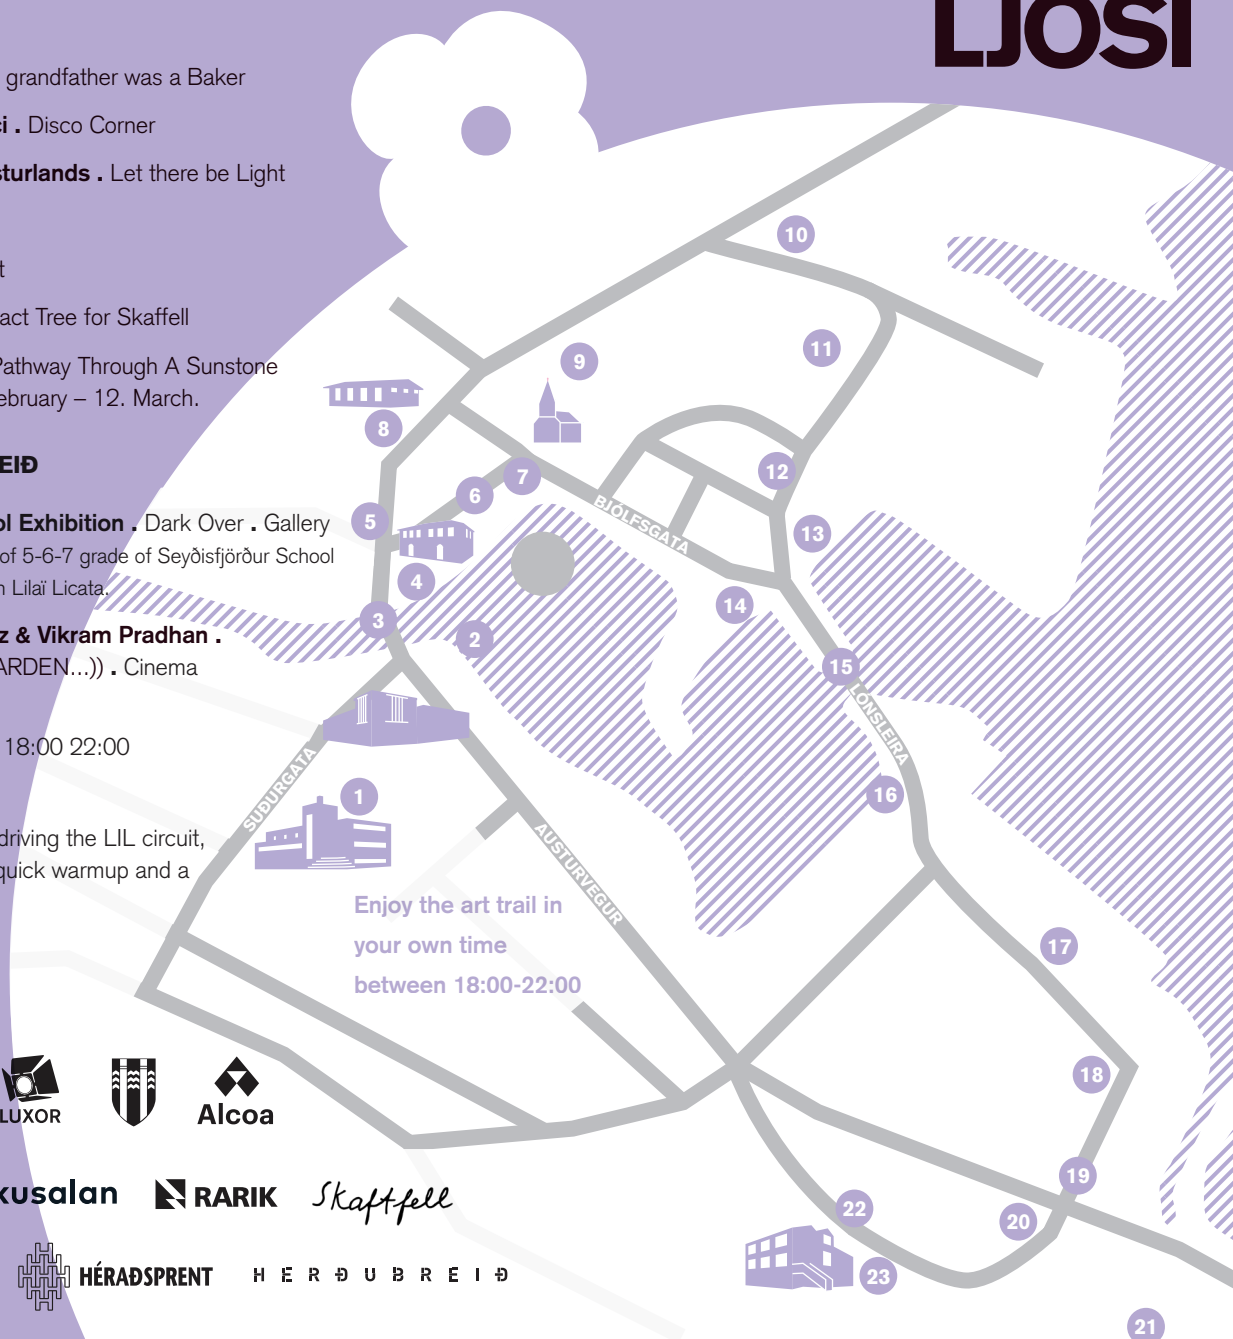 LJÓSI
grandfather was a Baker
ci . Disco Corner
sturlands . Let there be Light
t
act Tree for Skaffell
Pathway Through A Sunstone
ebruary – 12. March.
EIÐ
ol Exhibition . Dark Over . Gallery
of 5-6-7 grade of Seyðisfjörður School
n Lilaï Licata.
z & Vikram Pradhan .
ARDEN...)) . Cinema
18:00 22:00
driving the LIL circuit,
quick warmup and a
10
11
9
8
12
7
6
5
BJÓLFSGATA
13
4
14
3
2
15
LÓNSLEIRA
SUÐURGATA
1
16
AUSTURVEGUR
Enjoy the art trail in
your own time
between 18:00-22:00
17
18
19
20
22
23
21
LUXOR
Alcoa
kusalan
RARIK
Skaftfell
HÉRAÐSPRENT
HERÐUBREIÐ